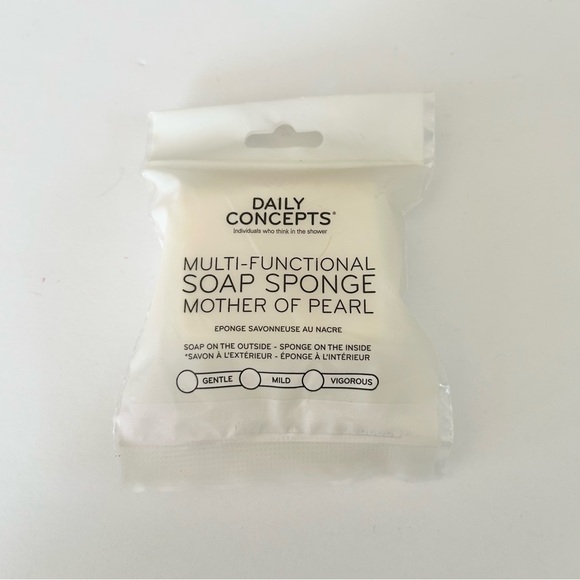 DAILY
CONCEPTS®
Individuals who think in the shower
MULTI-FUNCTIONAL
SOAP SPONGE
MOTHER OF PEARL
EPONGE SAVONNEUSE AU NACRE
SOAP ON THE OUTSIDE - SPONGE ON THE INSIDE
*SAVON À L'EXTÉRIEUR - ÉPONGE À L'INTÉRIEUR
GENTLE MILD VIGOROUS